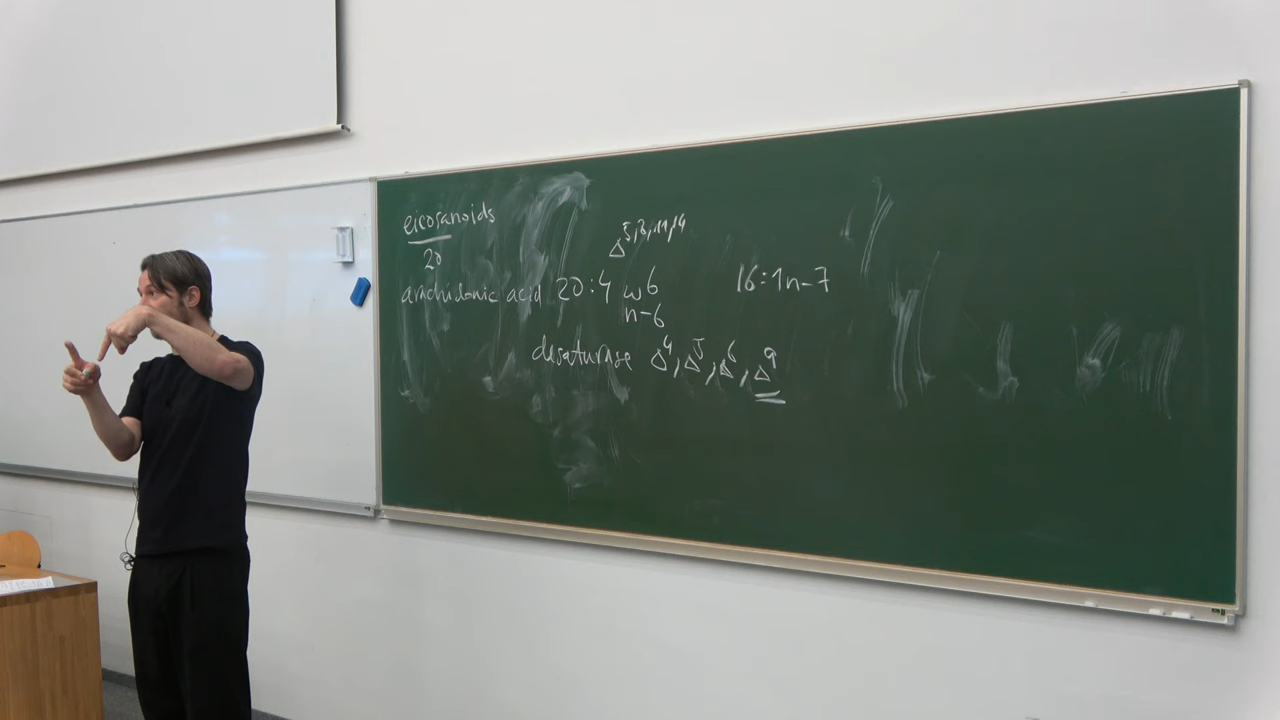 eicosanoids
20
Δ5,8,11,14
arachidonic acid 20:4 ω6
n-6
16:1n-7
desaturase Δ4, Δ5, Δ6, Δ9